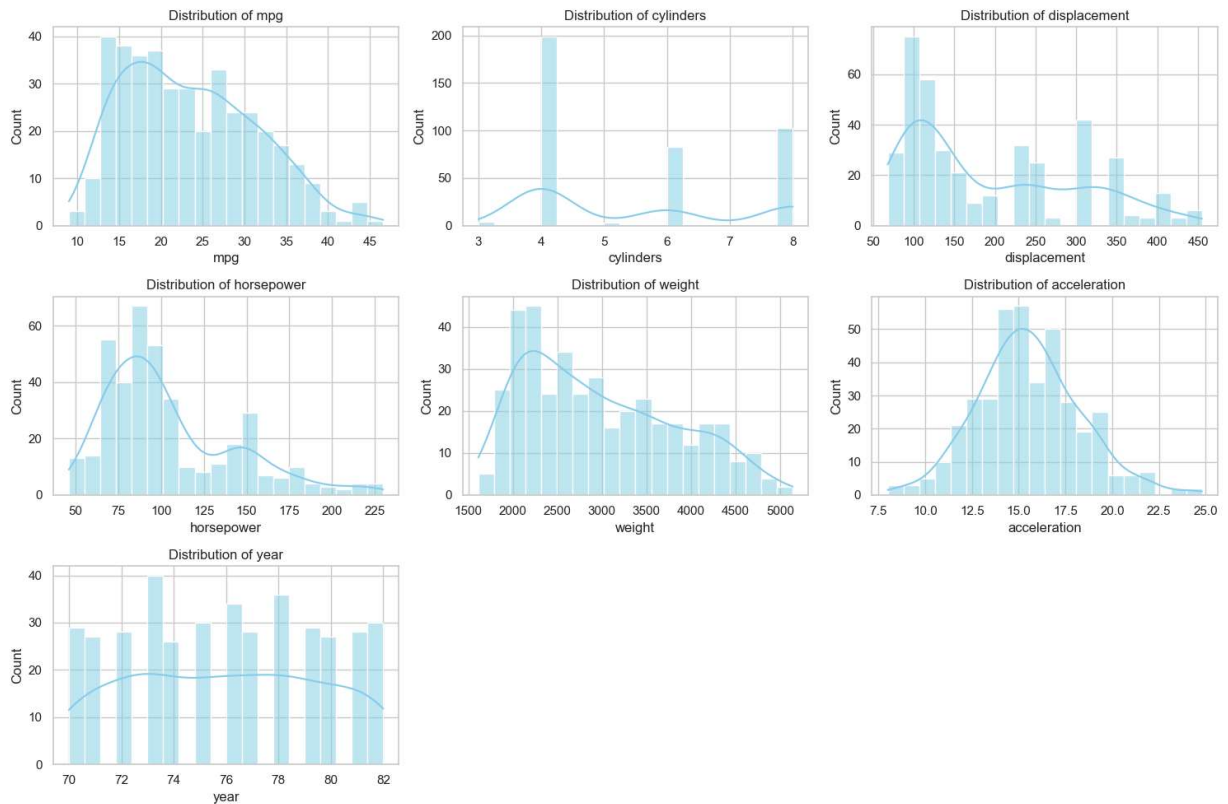 Distribution of mpg
Count
40
30
20
10
0
10 15 20 25 30 35 40 45
mpg
Distribution of cylinders
Count
200
150
100
50
0
3 4 5 6 7 8
cylinders
Distribution of displacement
Count
60
40
20
0
50 100 150 200 250 300 350 400 450
displacement
Distribution of horsepower
Count
60
40
20
0
50 75 100 125 150 175 200 225
horsepower
Distribution of weight
Count
40
30
20
10
0
1500 2000 2500 3000 3500 4000 4500 5000
weight
Distribution of acceleration
Count
50
40
30
20
10
0
7.5 10.0 12.5 15.0 17.5 20.0 22.5 25.0
acceleration
Distribution of year
Count
40
30
20
10
0
70 72 74 76 78 80 82
year